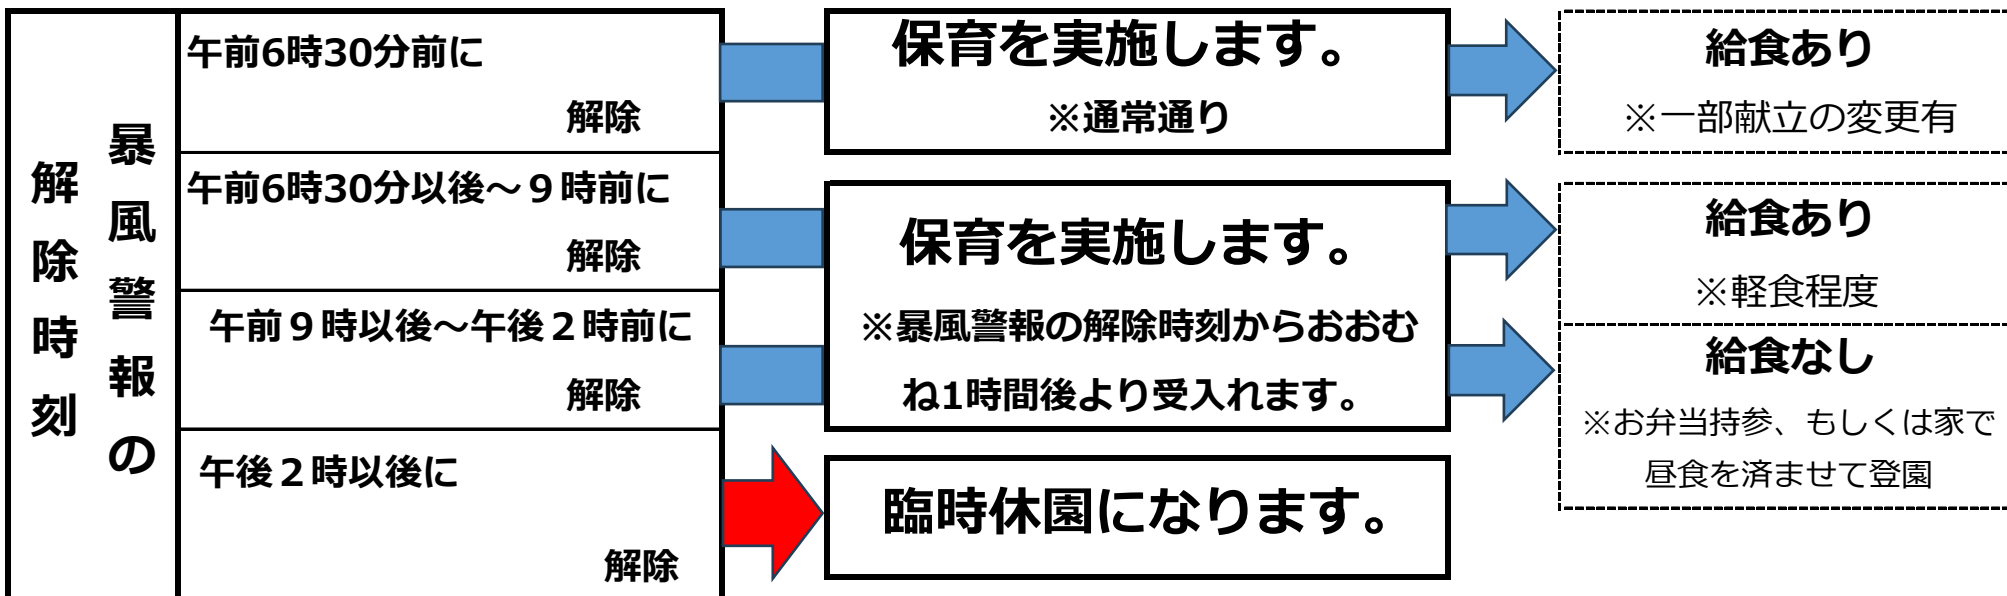 暴風警報の
解除時刻
午前6時30分前に
解除
保育を実施します。
※通常通り
給食あり
※一部献立の変更有
午前6時30分以後～９時前に
解除
午前９時以後～午後２時前に
解除
保育を実施します。
※暴風警報の解除時刻からおおむ
ね1時間後より受入れます。
給食あり
※軽食程度
給食なし
※お弁当持参、もしくは家で
昼食を済ませて登園
午後２時以後に
解除
臨時休園になります。